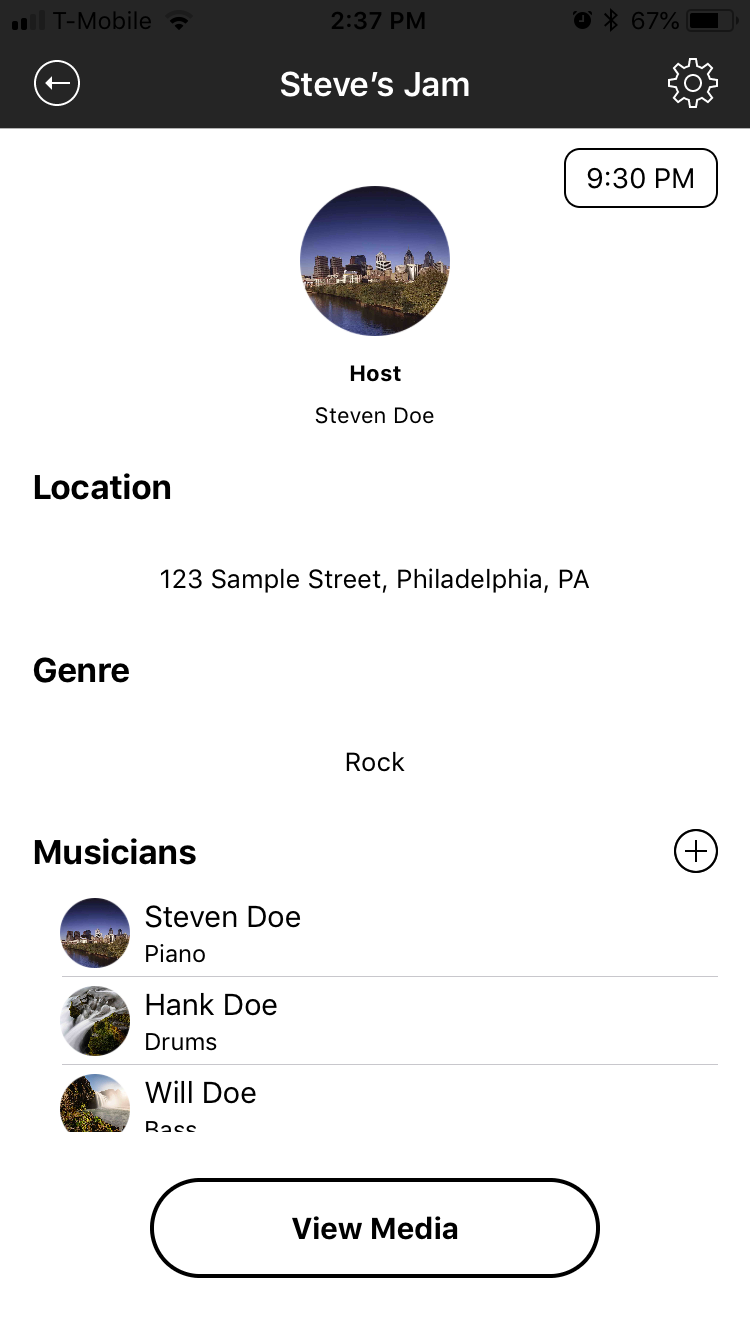 T-Mobile 2:37 PM 67%
Steve’s Jam
9:30 PM
Host
Steven Doe
Location
123 Sample Street, Philadelphia, PA
Genre
Rock
Musicians
Steven Doe
Piano
Hank Doe
Drums
Will Doe
Bass
View Media